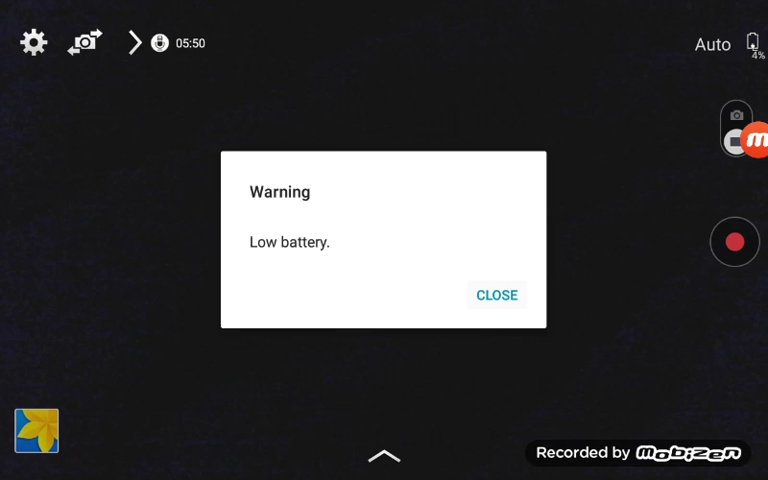 05:50
Auto
4%
Warning
Low battery.
CLOSE
Recorded by Mobizen